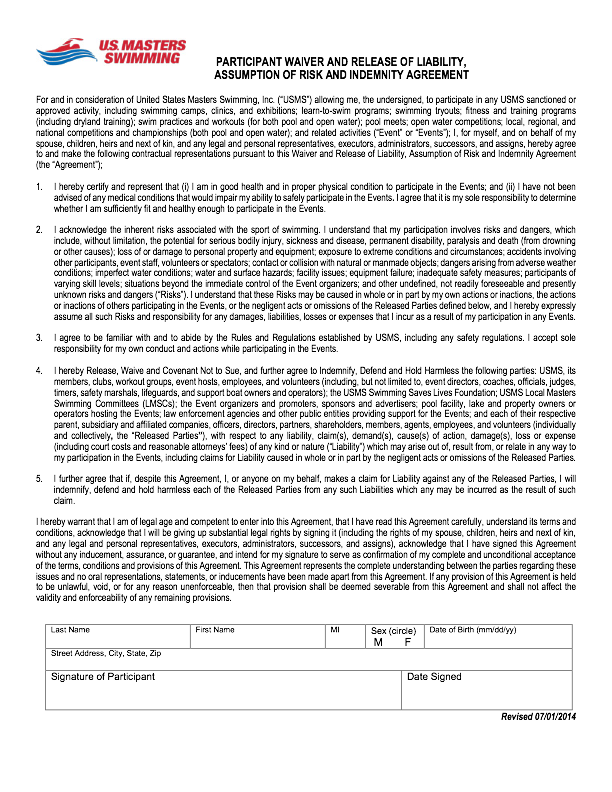 U.S. MASTERS
SWIMMING
PARTICIPANT WAIVER AND RELEASE OF LIABILITY,
ASSUMPTION OF RISK AND INDEMNITY AGREEMENT
For and in consideration of United States Masters Swimming, Inc. ("USMS") allowing me, the undersigned, to participate in any USMS sanctioned or
approved activity, including swimming camps, clinics, and exhibitions; learn-to-swim programs; swimming tryouts; fitness and training programs
(including dryland training); swim practices and workouts (for both pool and open water); pool meets; open water competitions; local, regional, and
national competitions and championships (both pool and open water); and related activities ("Event" or "Events"); I, for myself, and on behalf of my
spouse, children, heirs and next of kin, and any legal and personal representatives, executors, administrators, successors, and assigns, hereby agree
to and make the following contractual representations pursuant to this Waiver and Release of Liability, Assumption of Risk and Indemnity Agreement
(the "Agreement");
1. I hereby certify and represent that (i) I am in good health and in proper physical condition to participate in the Events; and (ii) I have not been
advised of any medical conditions that would impair my ability to safely participate in the Events. I agree that it is my sole responsibility to determine
whether I am sufficiently fit and healthy enough to participate in the Events.
2. I acknowledge the inherent risks associated with the sport of swimming. I understand that my participation involves risks and dangers, which
include, without limitation, the potential for serious bodily injury, sickness and disease, permanent disability, paralysis and death (from drowning
or other causes); loss of or damage to personal property and equipment; exposure to extreme conditions and circumstances; accidents involving
other participants, event staff, volunteers or spectators; contact or collision with natural or manmade objects; dangers arising from adverse weather
conditions; imperfect water conditions; water and surface hazards; facility issues; equipment failure; inadequate safety measures; participants of
varying skill levels; situations beyond the immediate control of the Event organizers; and other undefined, not readily foreseeable and presently
unknown risks and dangers ("Risks"). I understand that these Risks may be caused in whole or in part by my own actions or inactions, the actions
or inactions of others participating in the Events, or the negligent acts or omissions of the Released Parties defined below, and I hereby expressly
assume all such Risks and responsibility for any damages, liabilities, losses or expenses that I incur as a result of my participation in any Events.
3. I agree to be familiar with and to abide by the Rules and Regulations established by USMS, including any safety regulations. I accept sole
responsibility for my own conduct and actions while participating in the Events.
4. I hereby Release, Waive and Covenant Not to Sue, and further agree to Indemnify, Defend and Hold Harmless the following parties: USMS, its
members, clubs, workout groups, event hosts, employees, and volunteers (including, but not limited to, event directors, coaches, officials, judges,
timers, safety marshals, lifeguards, and support boat owners and operators); the USMS Swimming Saves Lives Foundation; USMS Local Masters
Swimming Committees (LMSCs); the Event organizers and promoters, sponsors and advertisers; pool facility, lake and property owners or
operators hosting the Events; law enforcement agencies and other public entities providing support for the Events; and each of their respective
parent, subsidiary and affiliated companies, officers, directors, partners, shareholders, members, agents, employees, and volunteers (individually
and collectively, the "Released Parties"), with respect to any liability, claim(s), demand(s), cause(s) of action, damage(s), loss or expense
(including court costs and reasonable attorneys' fees) of any kind or nature ("Liability") which may arise out of, result from, or relate in any way to
my participation in the Events, including claims for Liability caused in whole or in part by the negligent acts or omissions of the Released Parties.
5. I further agree that if, despite this Agreement, I, or anyone on my behalf, makes a claim for Liability against any of the Released Parties, I will
indemnify, defend and hold harmless each of the Released Parties from any such Liabilities which any may be incurred as the result of such
claim.
I hereby warrant that I am of legal age and competent to enter into this Agreement, that I have read this Agreement carefully, understand its terms and
conditions, acknowledge that I will be giving up substantial legal rights by signing it (including the rights of my spouse, children, heirs and next of kin,
and any legal and personal representatives, executors, administrators, successors, and assigns), acknowledge that I have signed this Agreement
without any inducement, assurance, or guarantee, and intend for my signature to serve as confirmation of my complete and unconditional acceptance
of the terms, conditions and provisions of this Agreement. This Agreement represents the complete understanding between the parties regarding these
issues and no oral representations, statements, or inducements have been made apart from this Agreement. If any provision of this Agreement is held
to be unlawful, void, or for any reason unenforceable, then that provision shall be deemed severable from this Agreement and shall not affect the
validity and enforceability of any remaining provisions.
Last Name First Name MI Sex (circle) Date of Birth (mm/dd/yy)
M F
Street Address, City, State, Zip
Signature of Participant Date Signed
Revised 07/01/2014